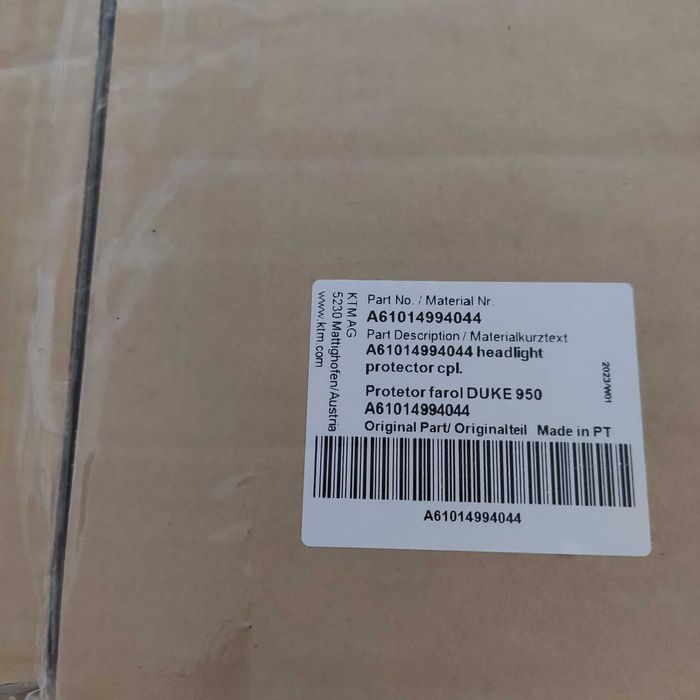 Part No. / Material Nr.
A61014994044
Part Description / Materialkurztext
A61014994044 headlight
protector cpl.
Protetor farol DUKE 950
A61014994044
Original Part/ Originalteil Made in PT
A61014994044
KTM AG
5230 Mattighofen/Austria
www.ktm.com
2023/W01